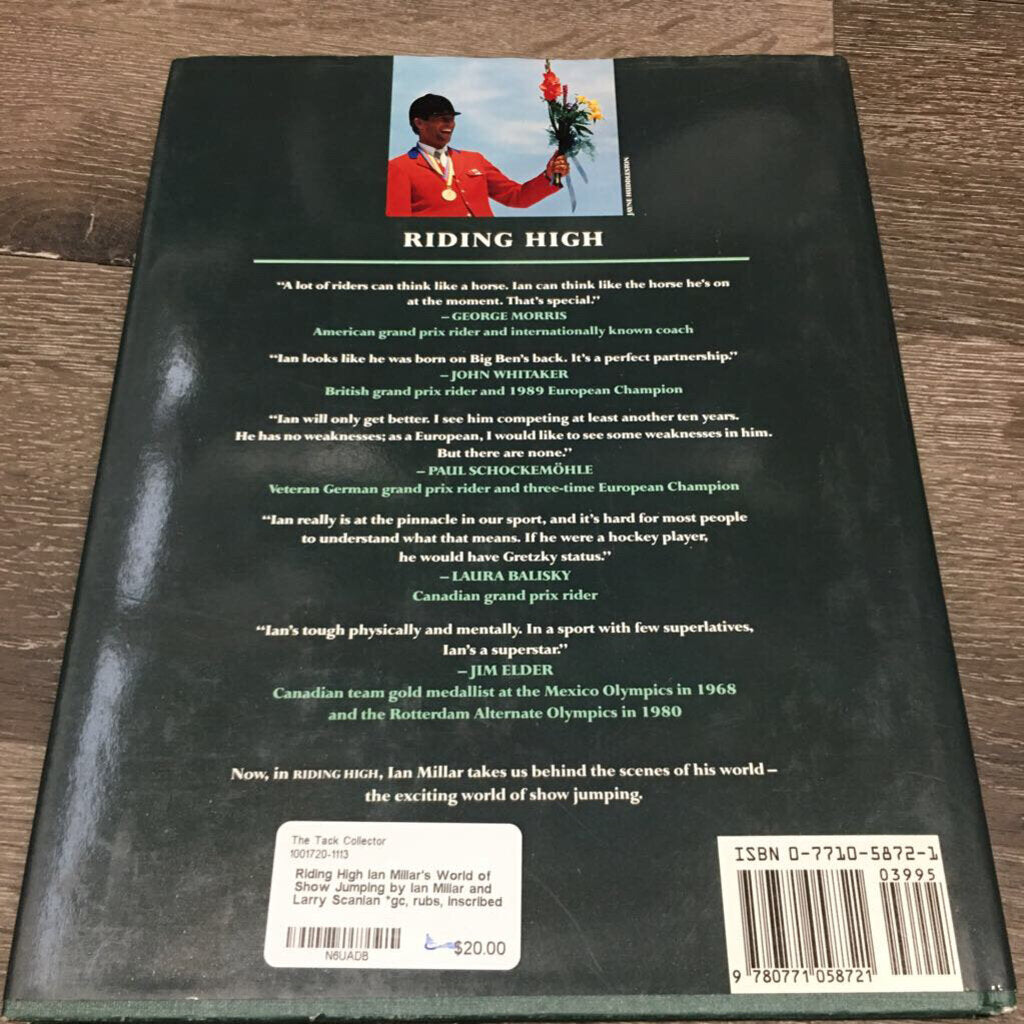 JAYNE HUDDLESTON
RIDING HIGH
“A lot of riders can think like a horse. Ian can think like the horse he's on
at the moment. That's special.”
– GEORGE MORRIS
American grand prix rider and internationally known coach
“Ian looks like he was born on Big Ben's back. It's a perfect partnership.”
– JOHN WHITAKER
British grand prix rider and 1989 European Champion
“Ian will only get better. I see him competing at least another ten years.
He has no weaknesses; as a European, I would like to see some weaknesses in him.
But there are none.”
– PAUL SCHOCKEMÖHLE
Veteran German grand prix rider and three-time European Champion
“Ian really is at the pinnacle in our sport, and it's hard for most people
to understand what that means. If he were a hockey player,
he would have Gretzky status.”
– LAURA BALISKY
Canadian grand prix rider
“Ian's tough physically and mentally. In a sport with few superlatives,
Ian's a superstar.”
– JIM ELDER
Canadian team gold medallist at the Mexico Olympics in 1968
and the Rotterdam Alternate Olympics in 1980
Now, in RIDING HIGH, Ian Millar takes us behind the scenes of his world –
the exciting world of show jumping.
The Tack Collector
1001720-1113
Riding High Ian Millar's World of
Show Jumping by Ian Millar and
Larry Scanlan *gc, rubs, inscribed
N6UADB
$20.00
ISBN 0-7710-5872-1
03995
9 780771 058721